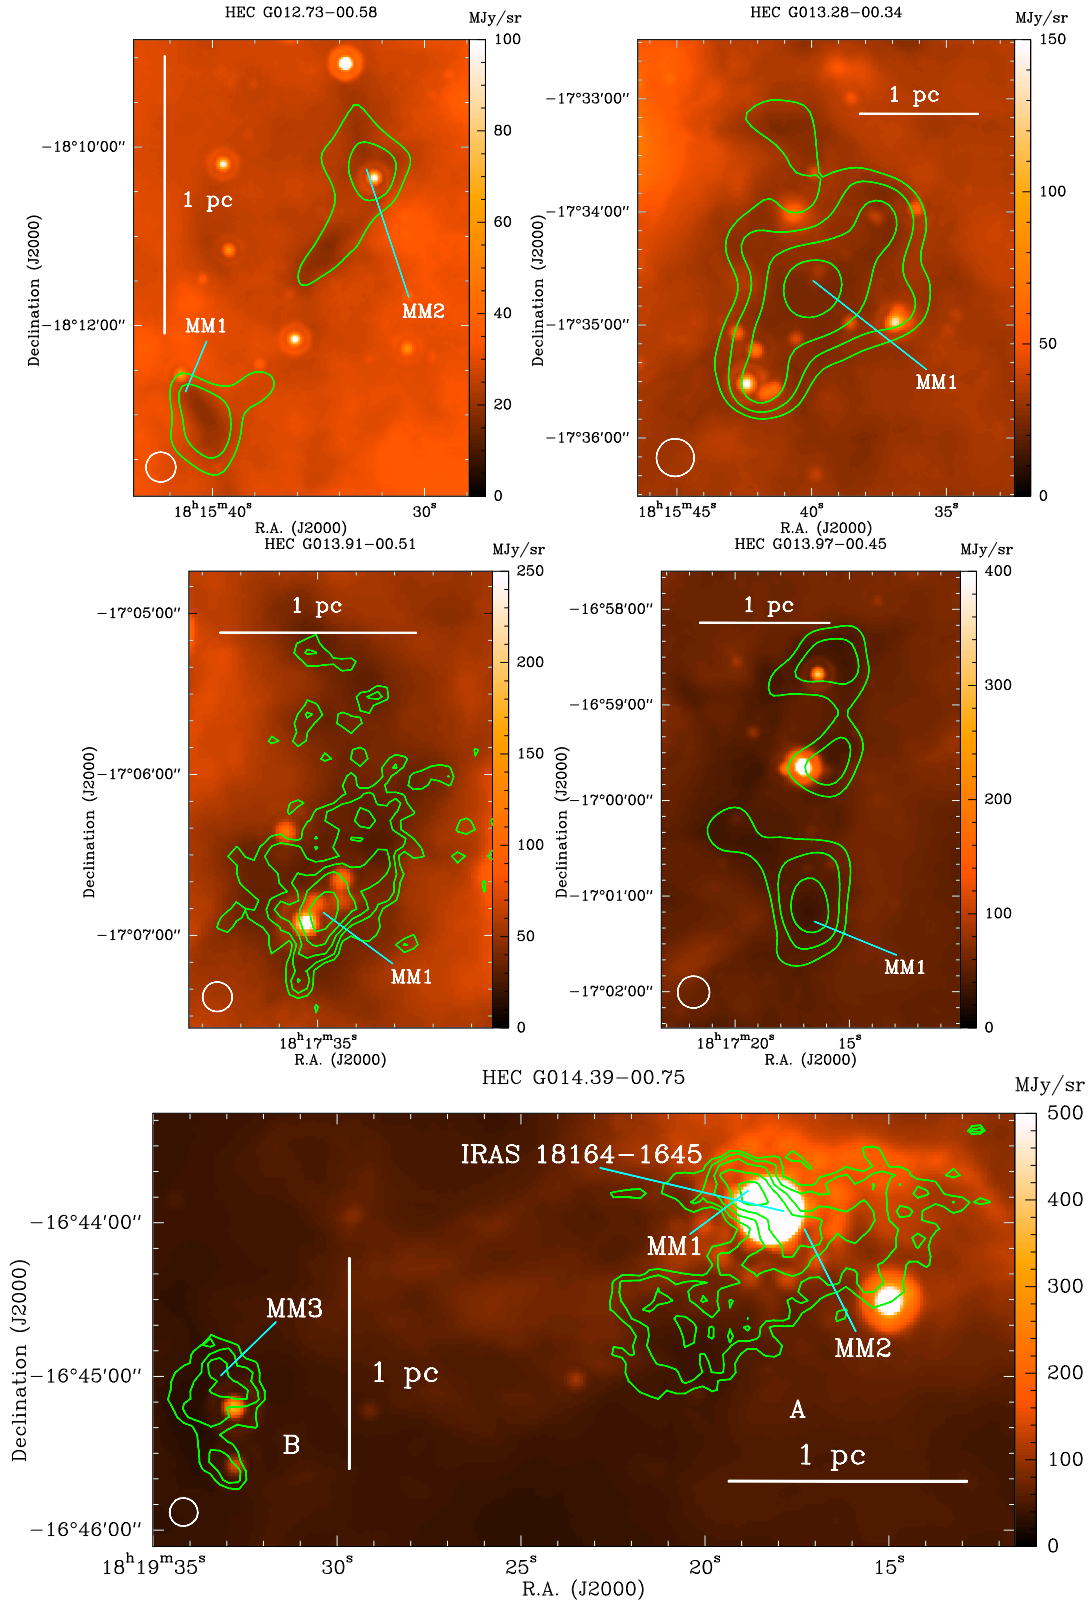 HEC G012.73−00.58
MJy/sr
100
80
60
40
20
0
−18°10′00″
−18°12′00″
Declination (J2000)
1 pc
MM2
MM1
18ʰ15ᵐ40ˢ
30ˢ
R.A. (J2000)
HEC G013.28−00.34
MJy/sr
150
100
50
0
−17°33′00″
−17°34′00″
−17°35′00″
−17°36′00″
Declination (J2000)
1 pc
MM1
18ʰ15ᵐ45ˢ
40ˢ
35ˢ
R.A. (J2000)
HEC G013.91−00.51
MJy/sr
250
200
150
100
50
0
−17°05′00″
−17°06′00″
−17°07′00″
Declination (J2000)
1 pc
MM1
18ʰ17ᵐ35ˢ
R.A. (J2000)
HEC G013.97−00.45
MJy/sr
400
300
200
100
0
−16°58′00″
−16°59′00″
−17°00′00″
−17°01′00″
−17°02′00″
Declination (J2000)
1 pc
MM1
18ʰ17ᵐ20ˢ
15ˢ
R.A. (J2000)
HEC G014.39−00.75
MJy/sr
500
400
300
200
100
0
−16°44′00″
−16°45′00″
−16°46′00″
Declination (J2000)
IRAS 18164−1645
MM1
MM2
MM3
1 pc
A
B
1 pc
18ʰ19ᵐ35ˢ
30ˢ
25ˢ
20ˢ
15ˢ
R.A. (J2000)